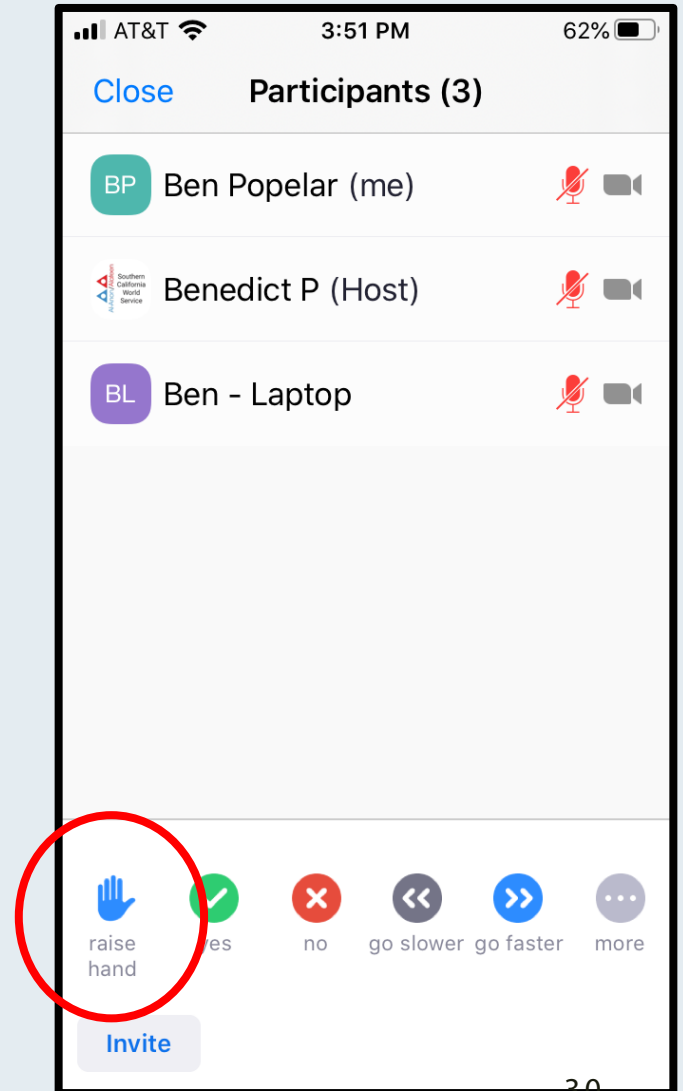 AT&T 3:51 PM 62%
Close Participants (3)
BP Ben Popelar (me)
Southern
California
World
Service
Benedict P (Host)
BL Ben - Laptop
raise
hand
yes no go slower go faster more
Invite